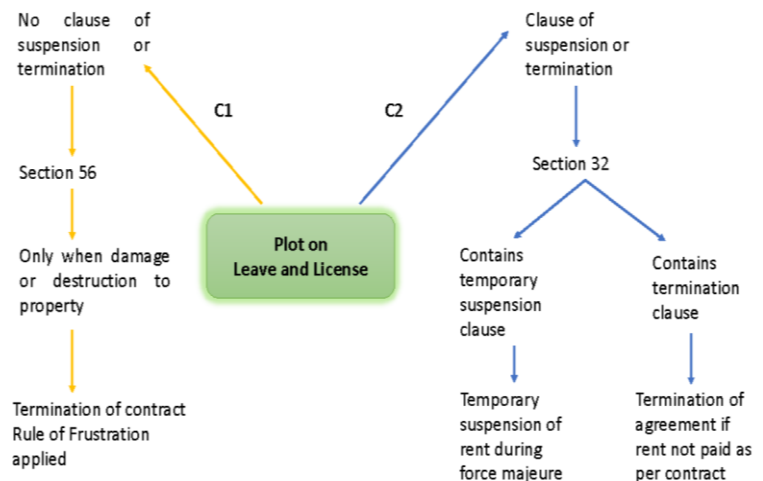 No clause of
suspension or
termination
Clause of
suspension or
termination
C1
C2
Section 56
Section 32
Plot on
Leave and License
Only when damage
or destruction to
property
Contains
temporary
suspension
clause
Contains
termination
clause
Termination of contract
Rule of Frustration
applied
Temporary
suspension of
rent during
force majeure
Termination of
agreement if
rent not paid as
per contract